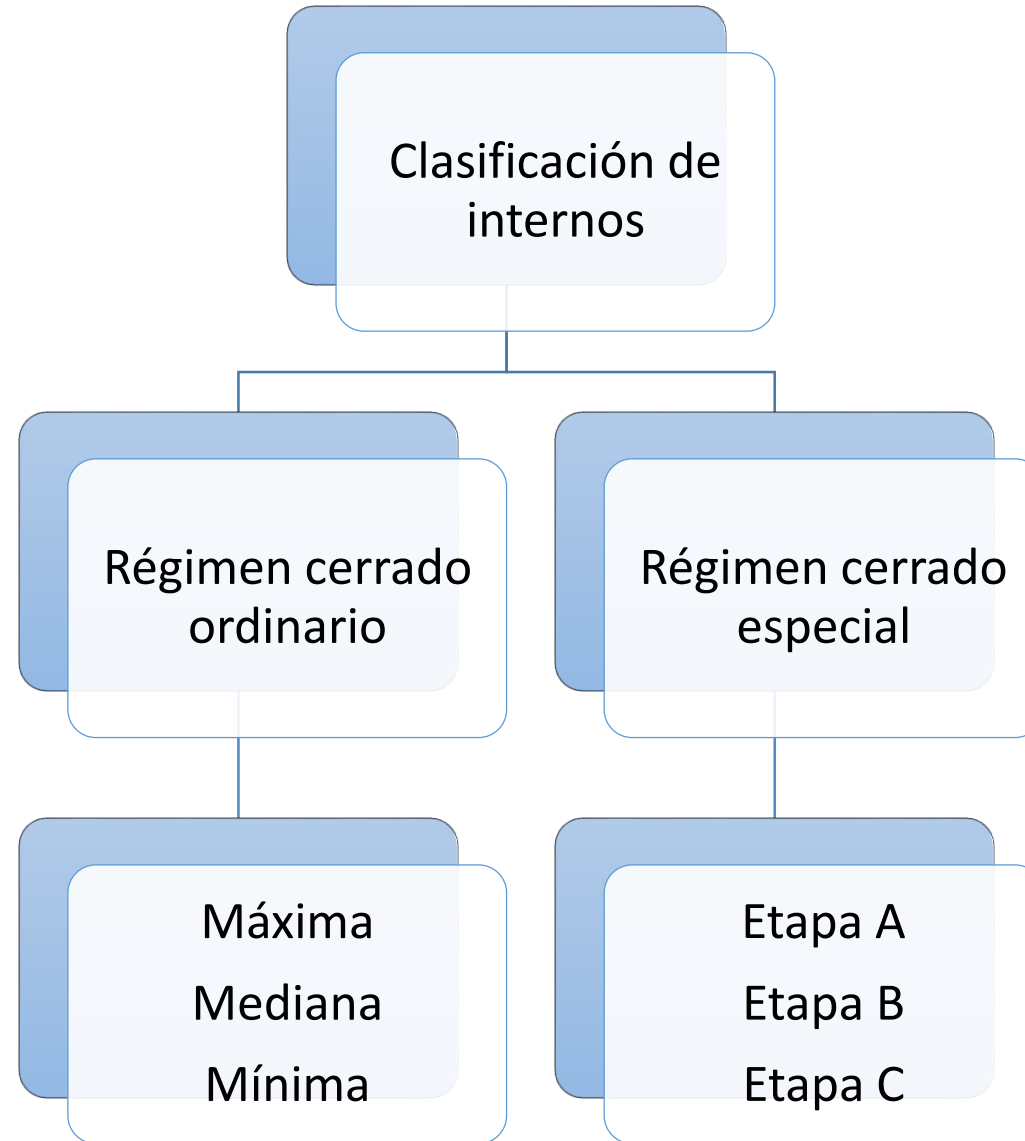 Clasificación de
internos
Régimen cerrado
ordinario
Régimen cerrado
especial
Máxima
Mediana
Mínima
Etapa A
Etapa B
Etapa C